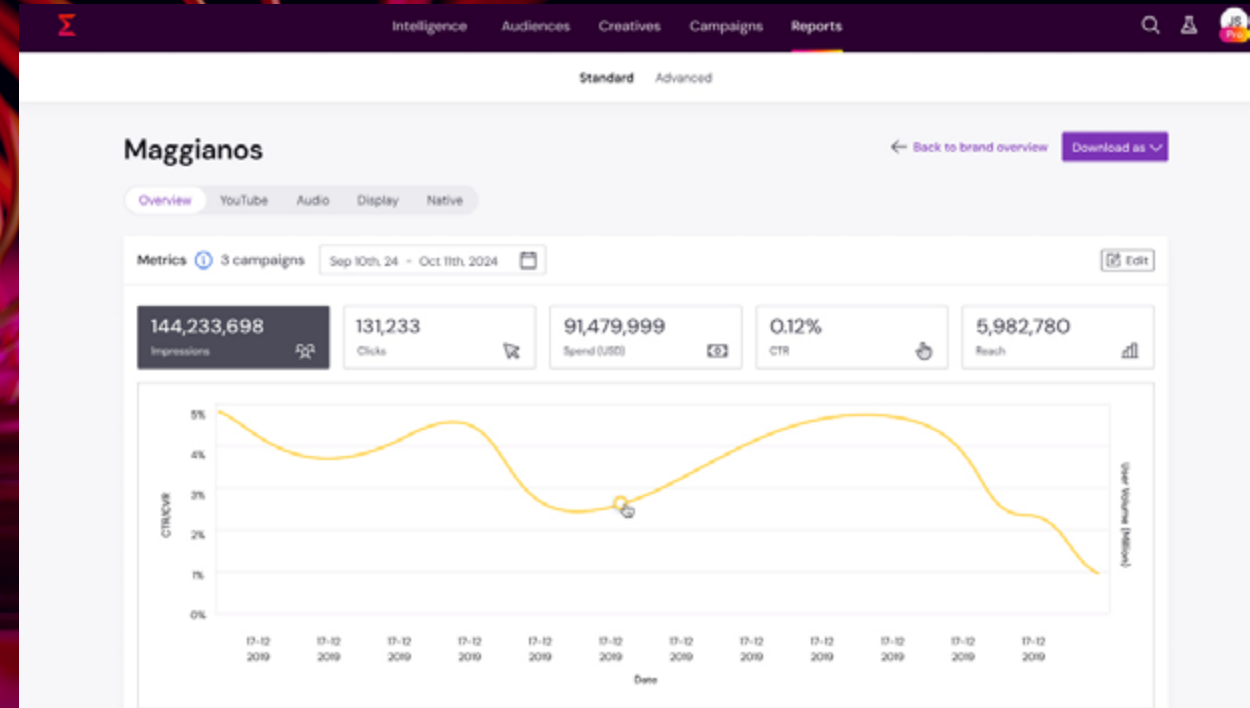 Σ Intelligence Audiences Creatives Campaigns Reports JS
Pro
Standard Advanced
Maggianos
← Back to brand overview Download as
Overview YouTube Audio Display Native
Metrics 3 campaigns Sep 10th, 24 - Oct 11th, 2024 Edit
144,233,698 131,233 91,479,999 0.12% 5,982,780
Impressions Clicks Spend (USD) CTR Reach
5%
4%
3%
2%
1%
0%
CTR/CVR
User Volume (Million)
17-12 17-12 17-12 17-12 17-12 17-12 17-12 17-12 17-12 17-12 17-12 17-12
2019 2019 2019 2019 2019 2019 2019 2019 2019 2019 2019 2019
Date